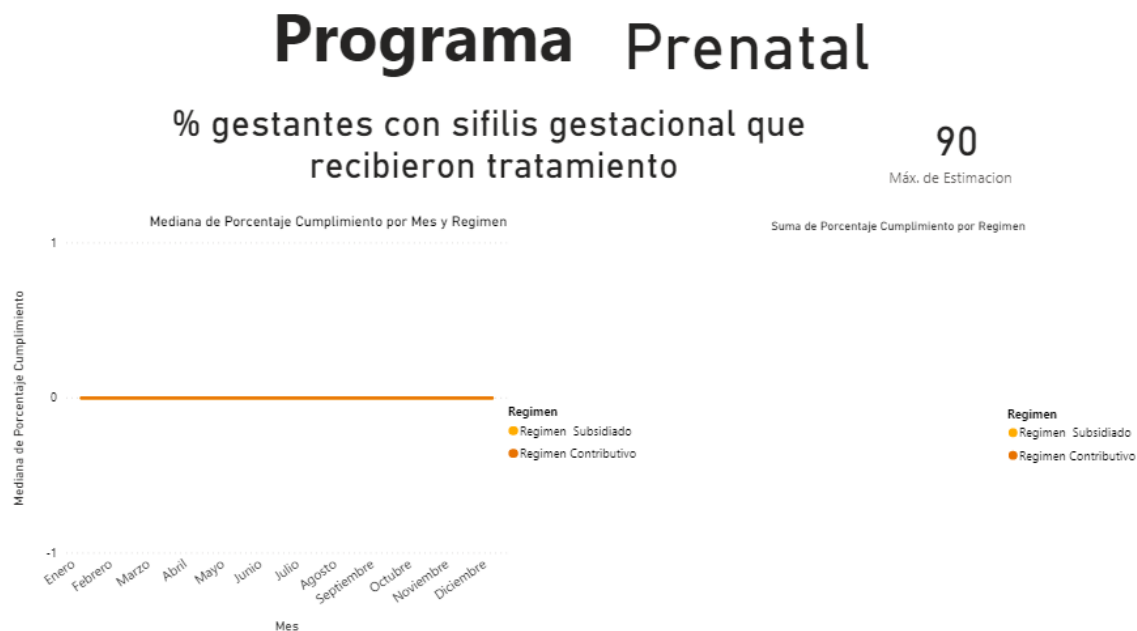 Programa Prenatal
% gestantes con sifilis gestacional que
recibieron tratamiento
90
Máx. de Estimacion
Mediana de Porcentaje Cumplimiento por Mes y Regimen
Mediana de Porcentaje Cumplimiento
1
0
-1
Enero
Febrero
Marzo
Abril
Mayo
Junio
Julio
Agosto
Septiembre
Octubre
Noviembre
Diciembre
Mes
Regimen
Regimen Subsidiado
Regimen Contributivo
Suma de Porcentaje Cumplimiento por Regimen
Regimen
Regimen Subsidiado
Regimen Contributivo